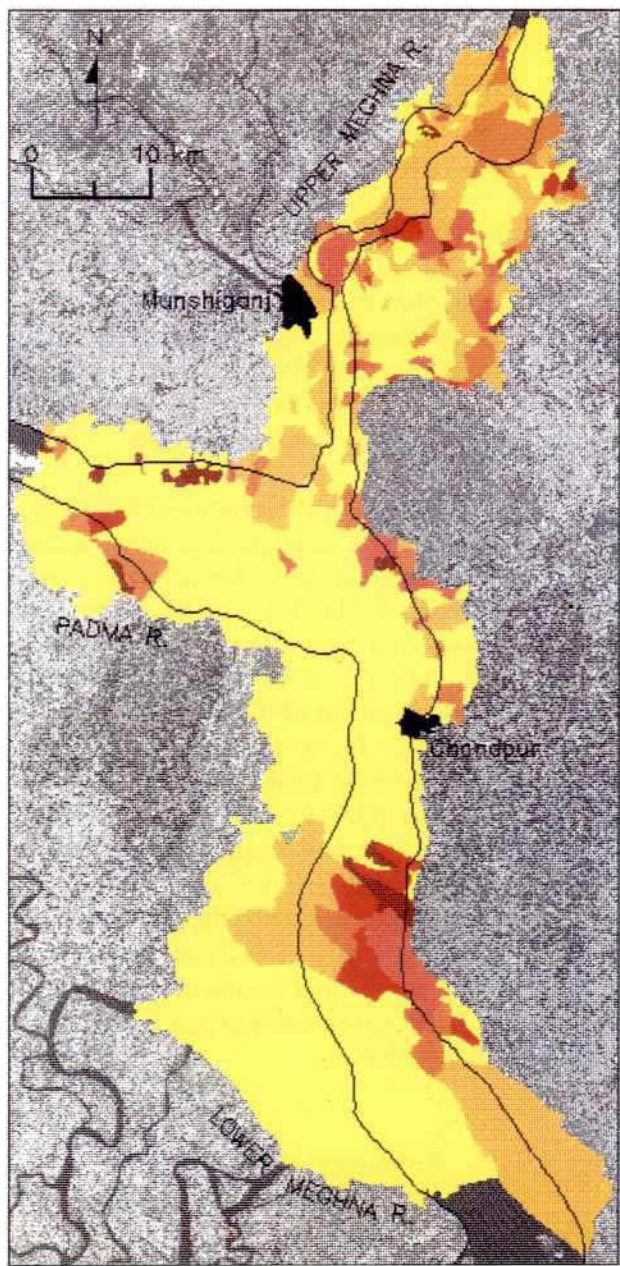 N
0 10 km
UPPER MEGHNA R.
Munshiganj
PADMA R.
Chandpur
LOWER MEGHNA R.